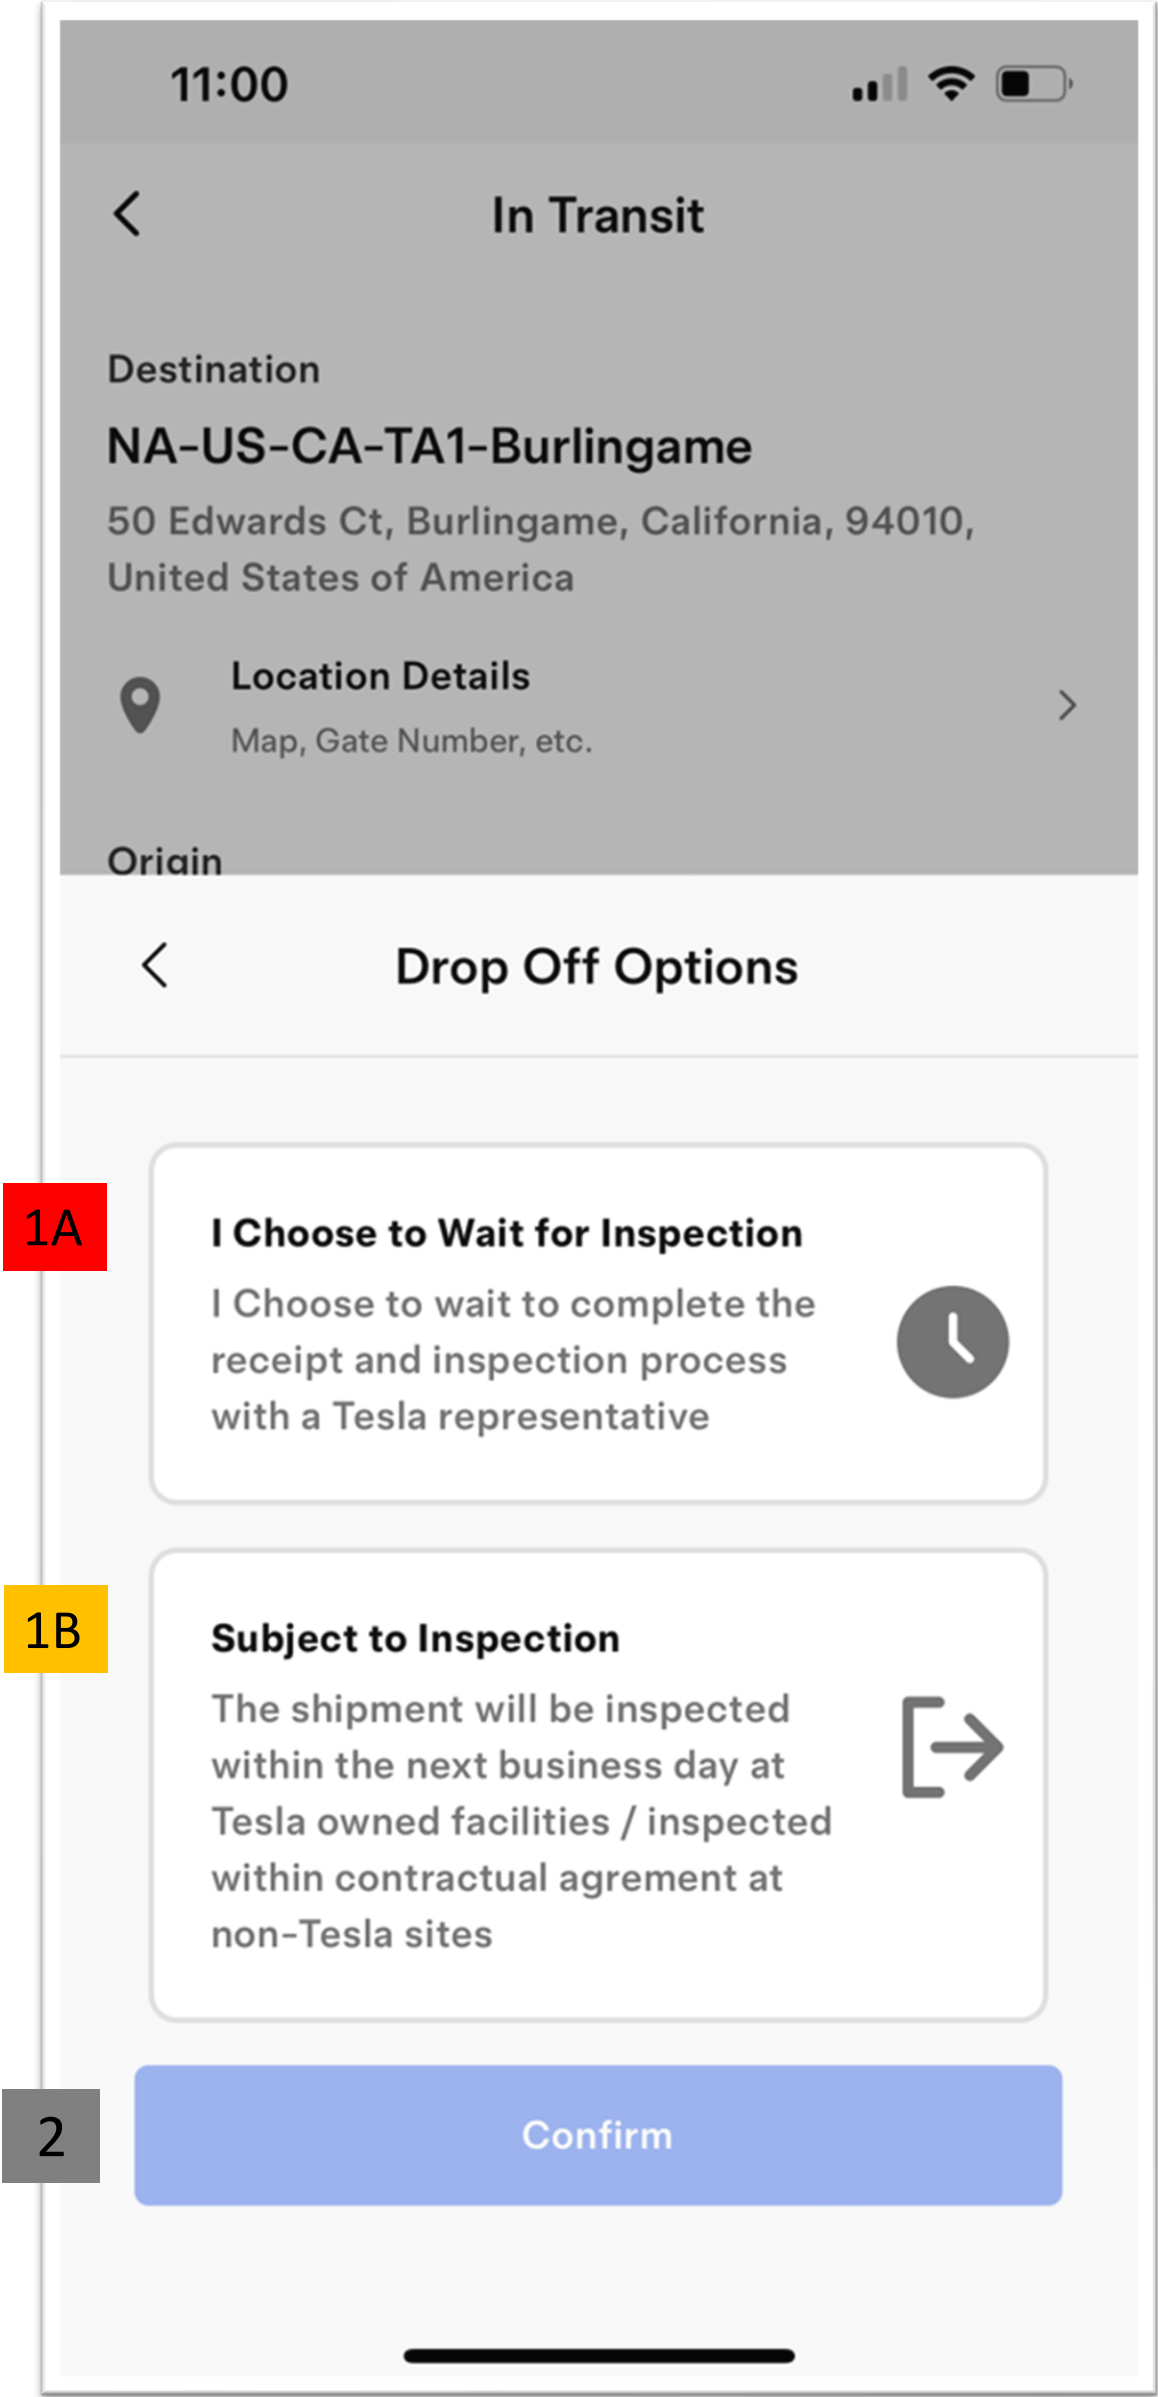 11:00
In Transit
Destination
NA-US-CA-TA1-Burlingame
50 Edwards Ct, Burlingame, California, 94010,
United States of America
Location Details
Map, Gate Number, etc.
Origin
Drop Off Options
1A
I Choose to Wait for Inspection
I Choose to wait to complete the
receipt and inspection process
with a Tesla representative
1B
Subject to Inspection
The shipment will be inspected
within the next business day at
Tesla owned facilities / inspected
within contractual agrement at
non-Tesla sites
2
Confirm